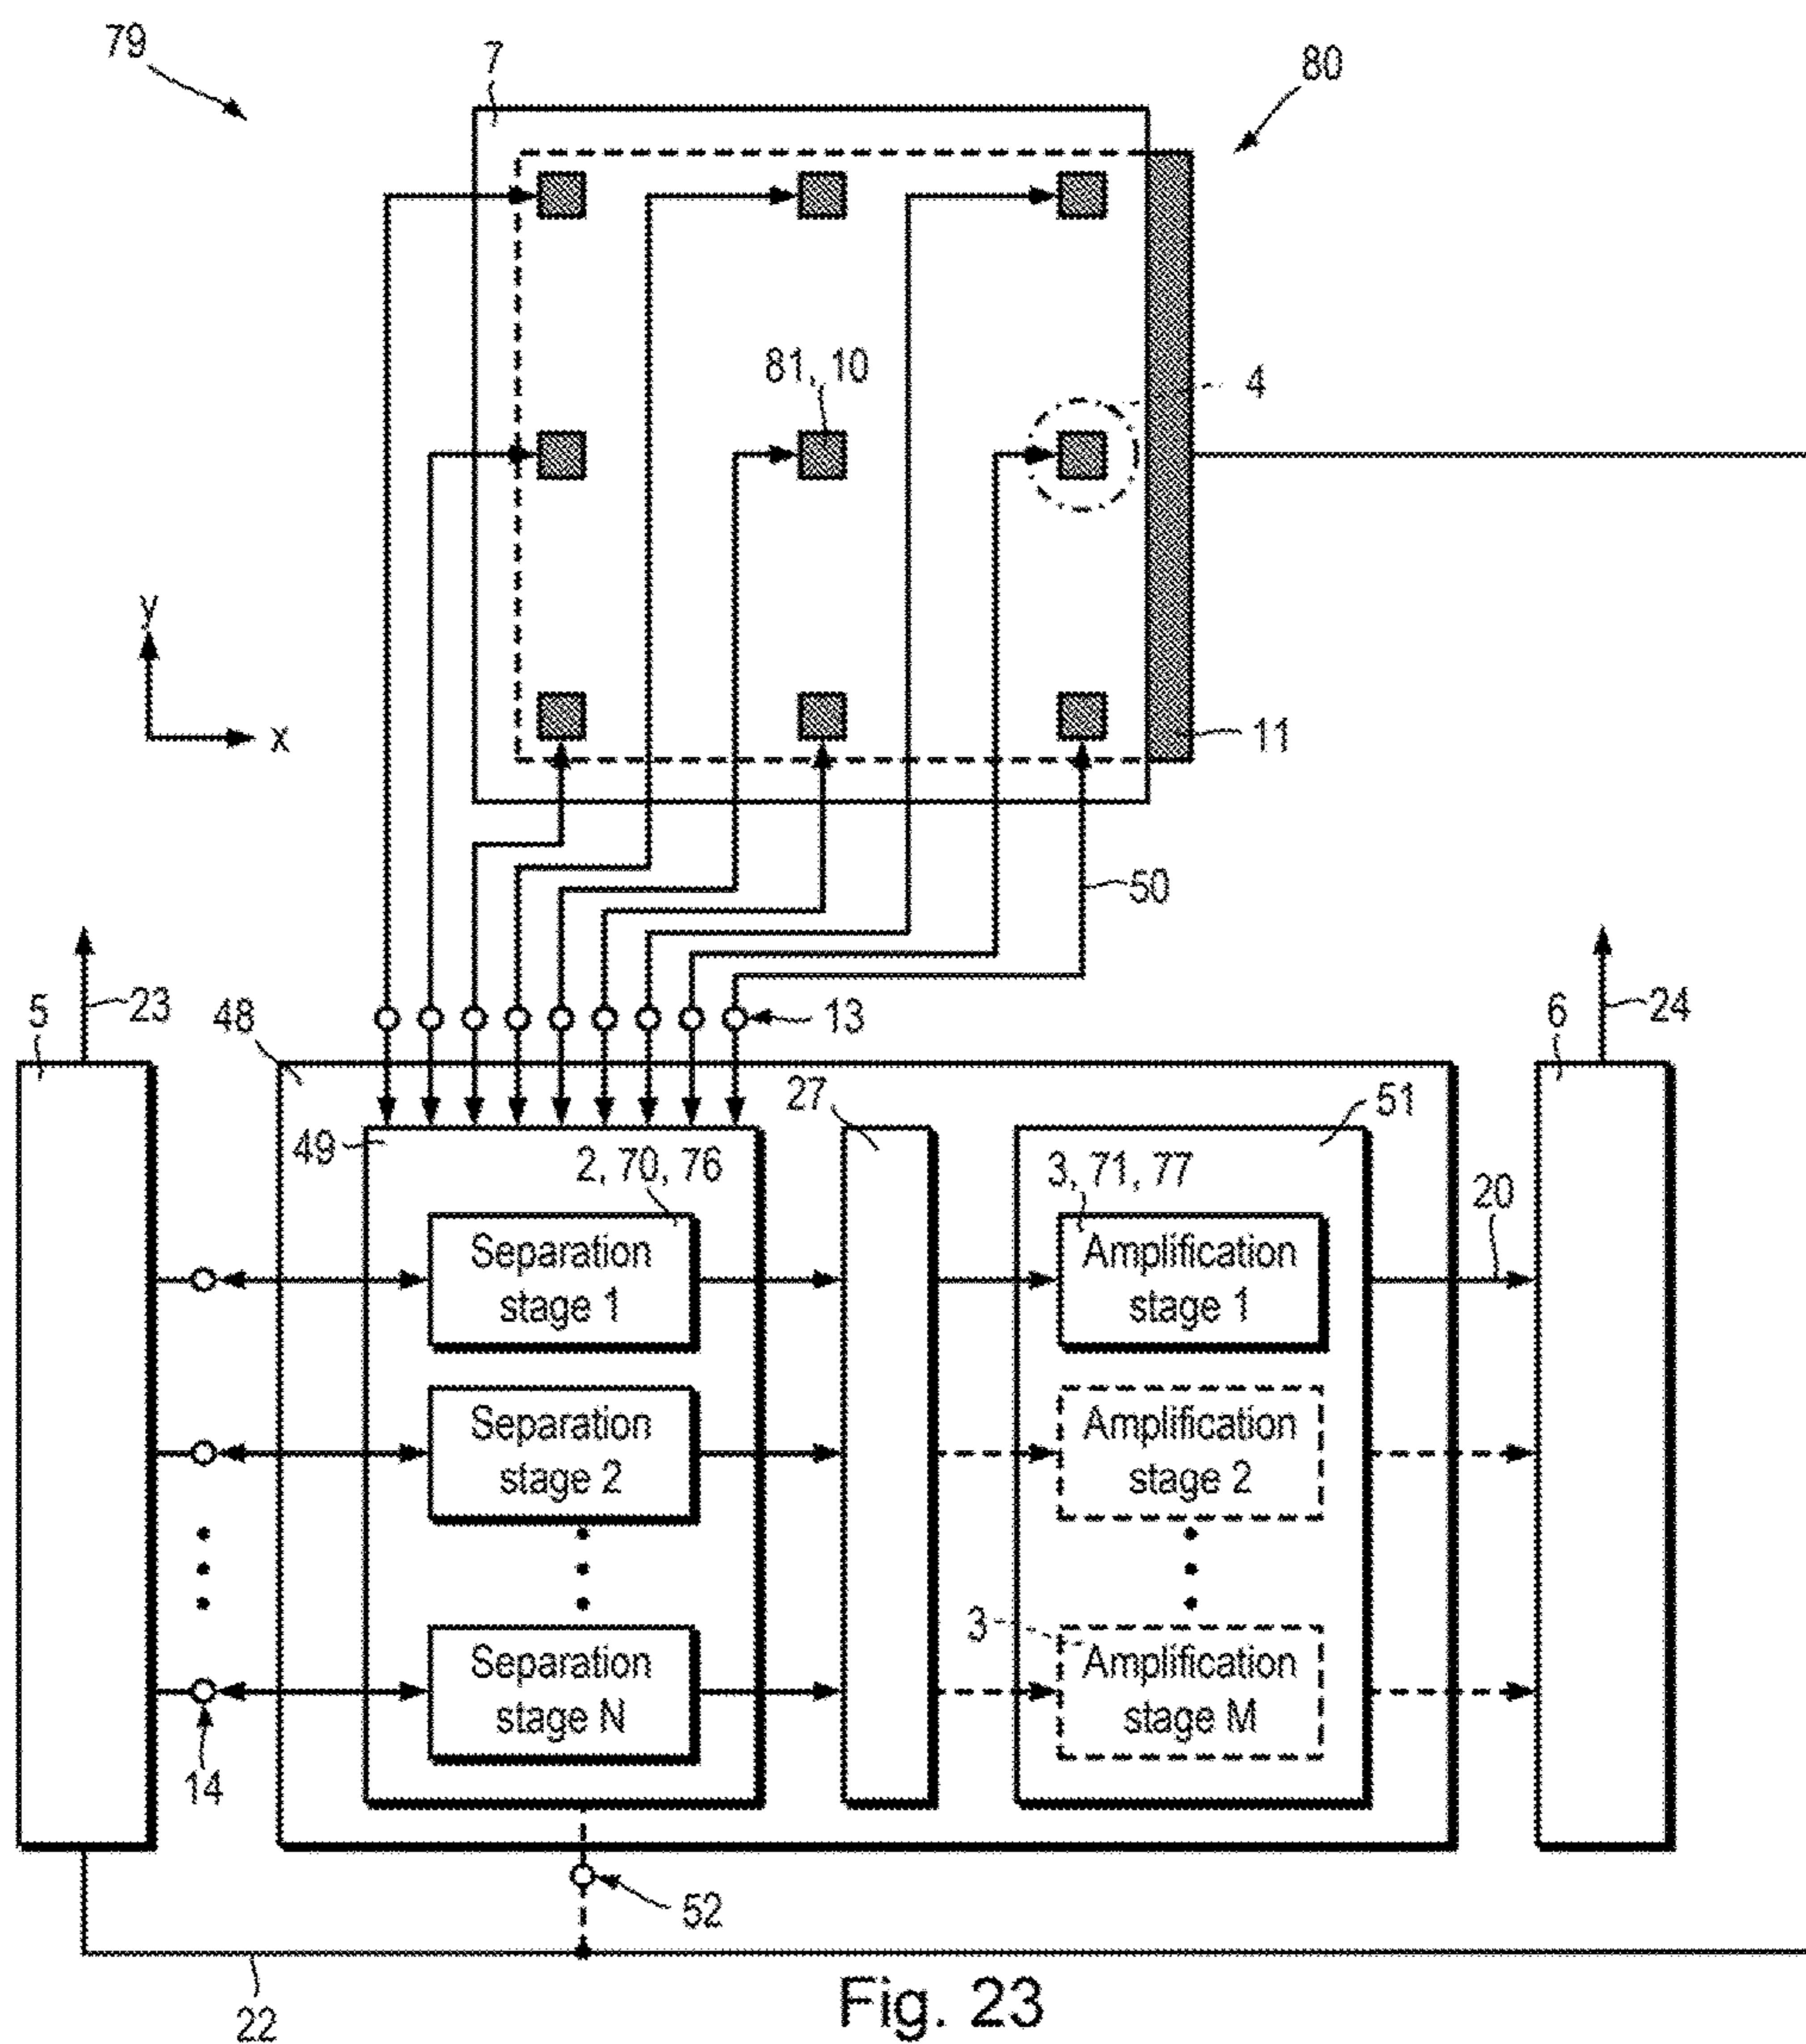 79
7
80
81, 10
4
y
x
11
50
5
23
48
13
6
24
27
51
49
2, 70, 76
3, 71, 77
20
Separation
stage 1
Amplification
stage 1
Separation
stage 2
Amplification
stage 2
3
Separation
stage N
Amplification
stage M
14
52
22
Fig. 23